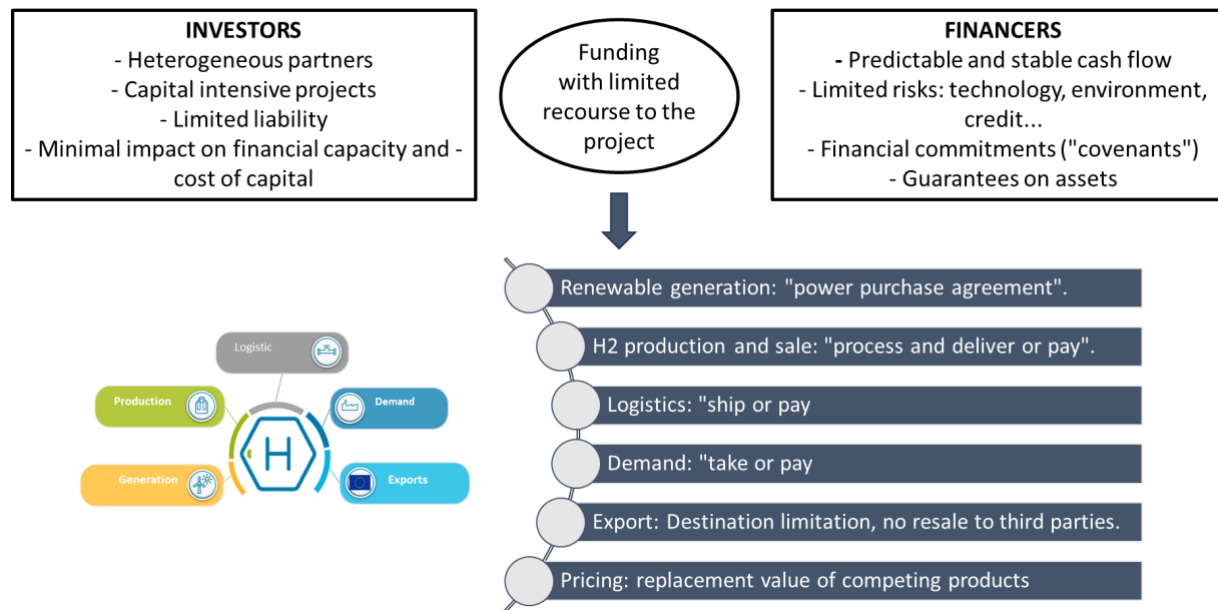 INVESTORS
- Heterogeneous partners
- Capital intensive projects
- Limited liability
- Minimal impact on financial capacity and -
cost of capital
Funding
with limited
recourse to the
project
FINANCERS
- Predictable and stable cash flow
- Limited risks: technology, environment,
credit...
- Financial commitments ("covenants")
- Guarantees on assets
Logistic
Production
Demand
H
Generation
Exports
Renewable generation: "power purchase agreement".
H2 production and sale: "process and deliver or pay".
Logistics: "ship or pay
Demand: "take or pay
Export: Destination limitation, no resale to third parties.
Pricing: replacement value of competing products